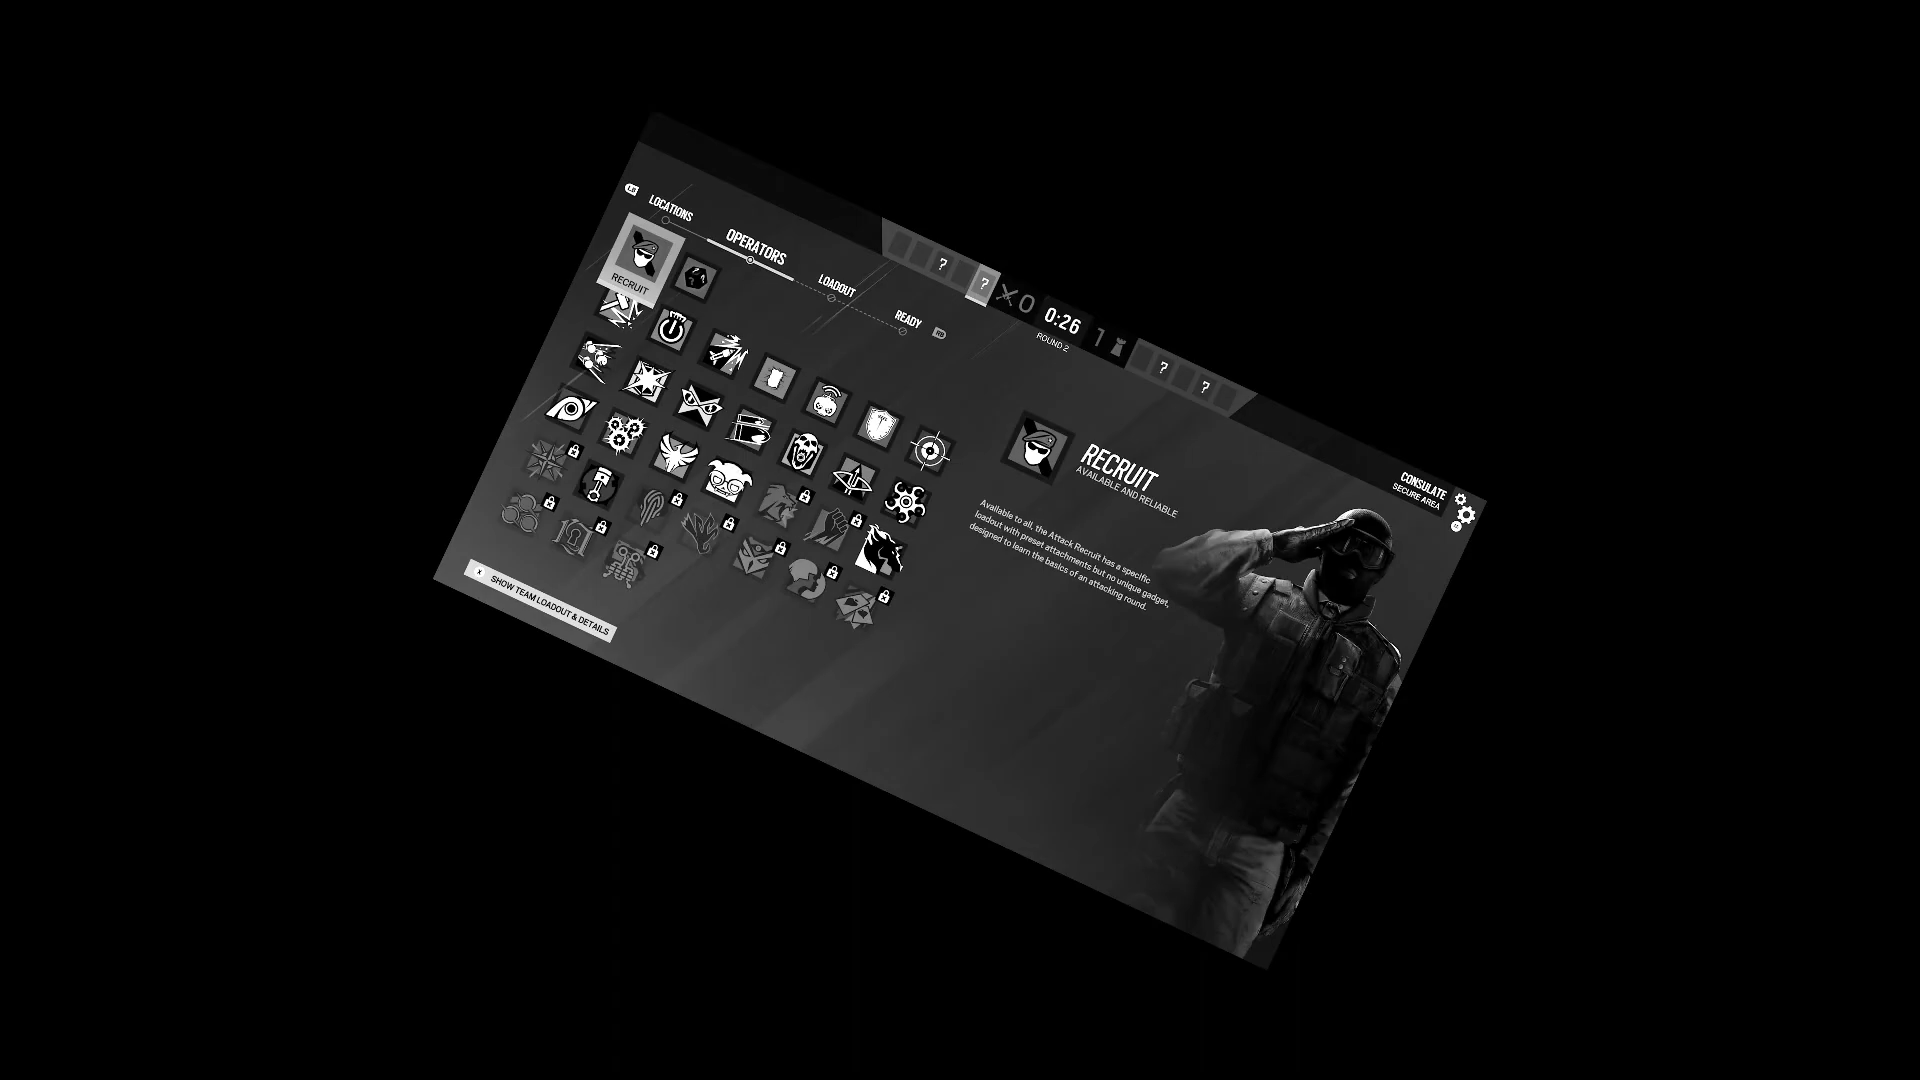 LB
LOCATIONS
OPERATORS
LOADOUT
READY
RB
?
?
0
0:26
1
ROUND 2
?
?
RECRUIT
RECRUIT
AVAILABLE AND RELIABLE
Available to all, the Attack Recruit has a specific
loadout with preset attachments but no unique gadget,
designed to learn the basics of an attacking round.
CONSULATE
SECURE AREA
X SHOW TEAM LOADOUT & DETAILS